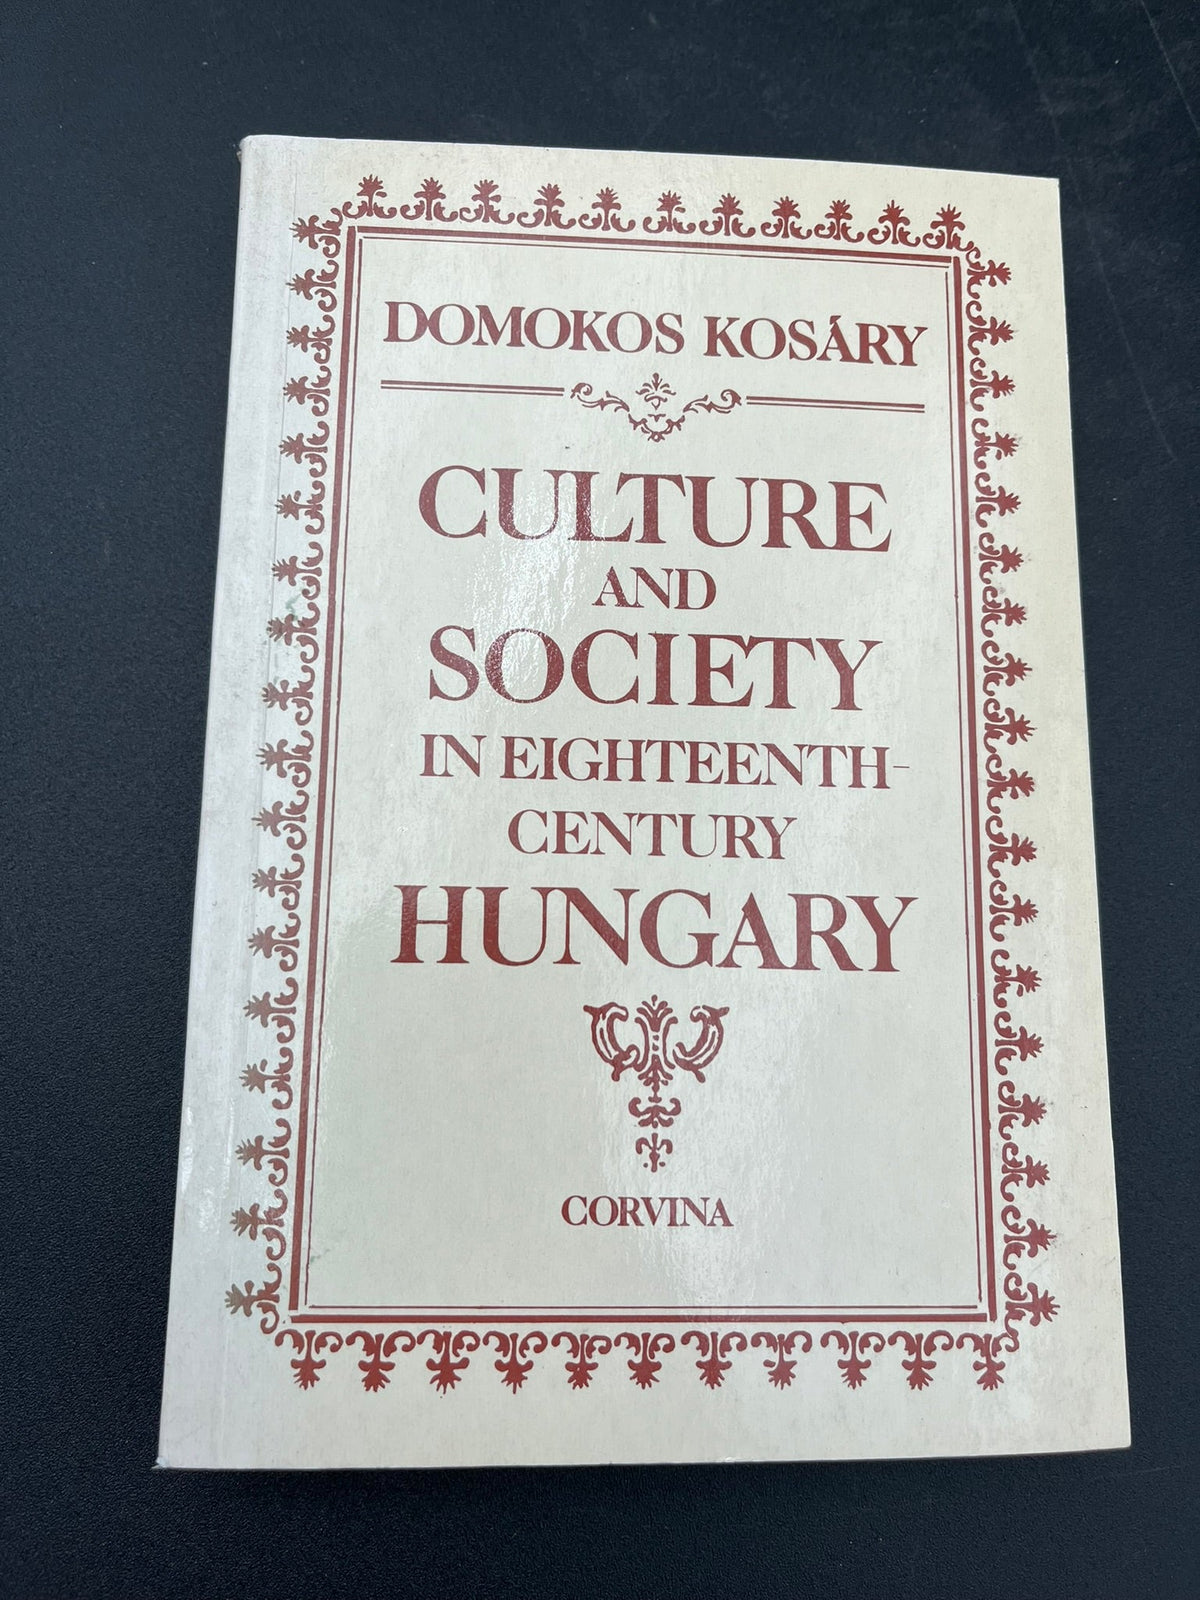 DOMOKOS KOSÁRY
CULTURE
AND
SOCIETY
IN EIGHTEENTH-
CENTURY
HUNGARY
CORVINA